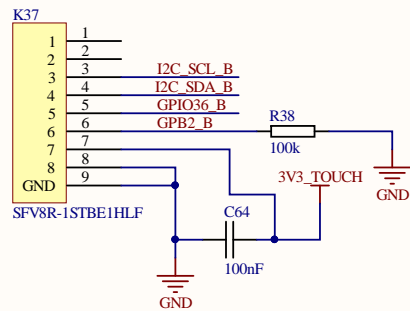 K37
1 1
2 2
3 3 I2C_SCL_B
4 4 I2C_SDA_B
5 5 GPIO36_B
6 6 GPB2_B
7 7
8 8
GND 9
SFV8R-1STBE1HLF
R38
100k
GND
3V3_TOUCH
C64
100nF
GND